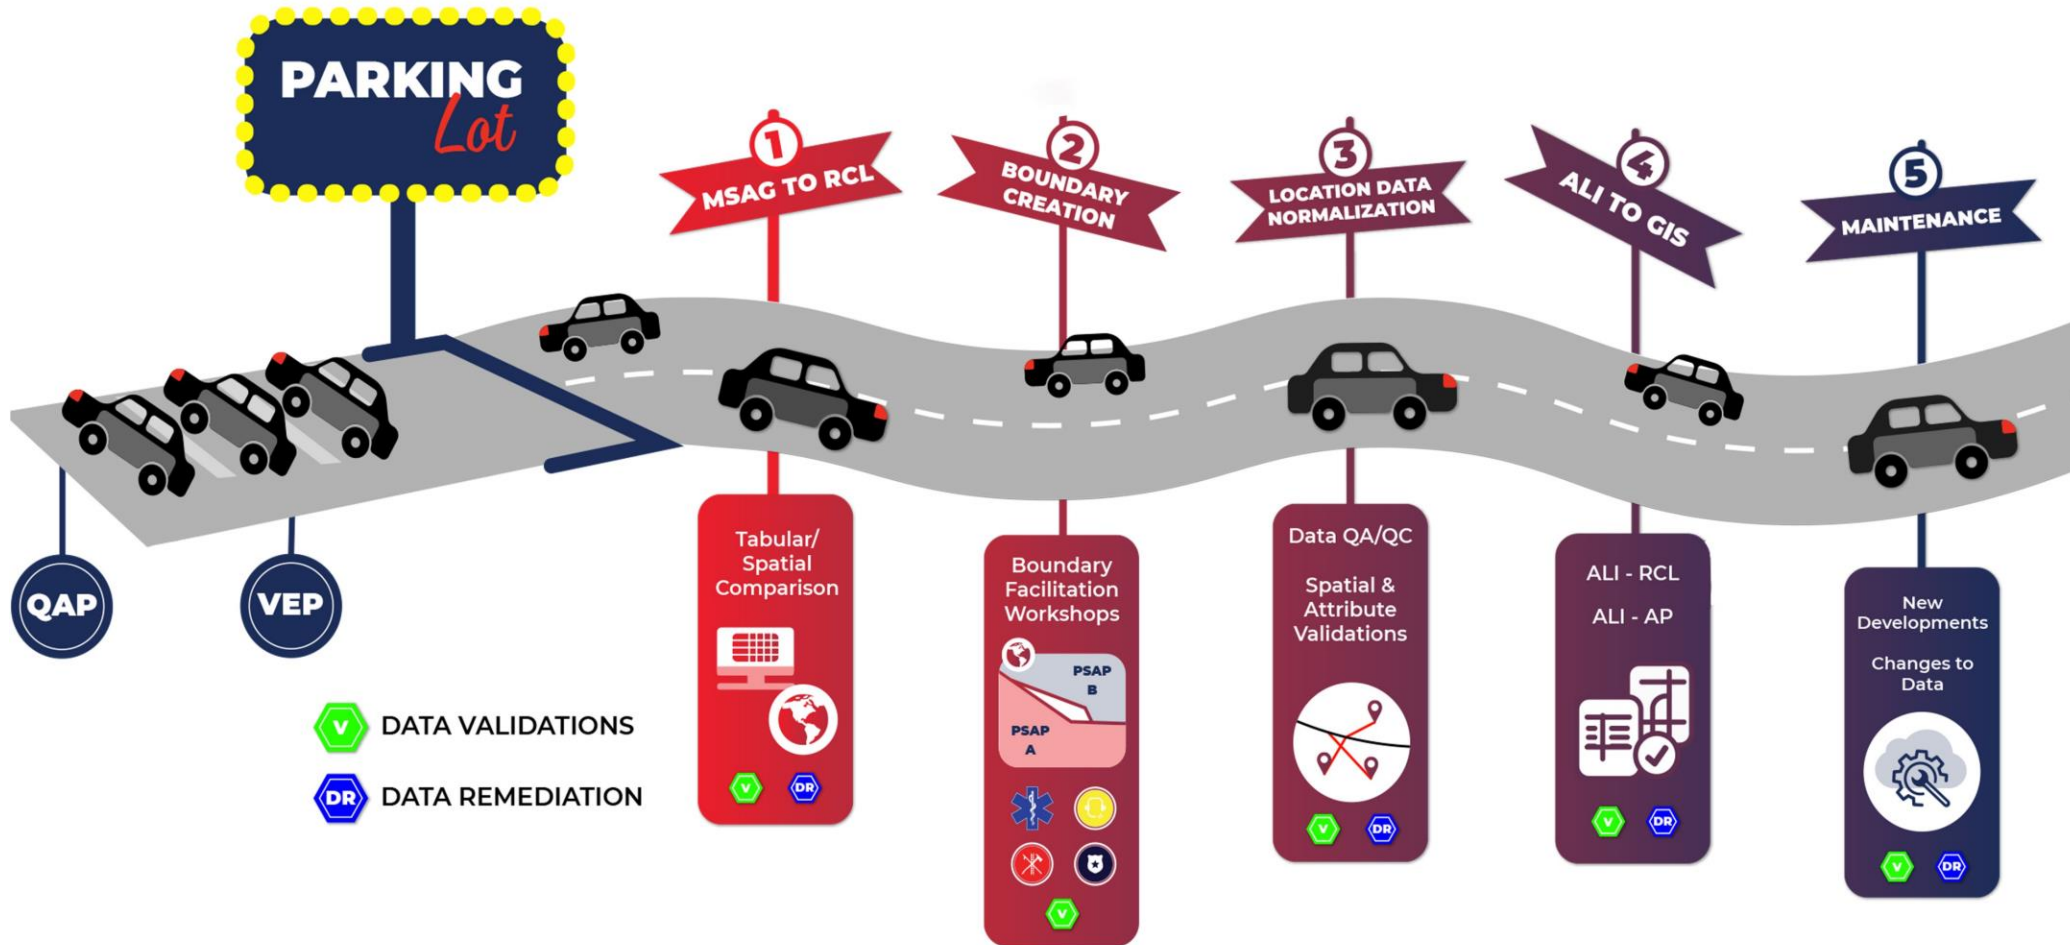 PARKING
Lot
1
MSAG TO RCL
2
BOUNDARY
CREATION
3
LOCATION DATA
NORMALIZATION
4
ALI TO GIS
5
MAINTENANCE
QAP
VEP
V DATA VALIDATIONS
DR DATA REMEDIATION
Tabular/
Spatial
Comparison
V DR
Boundary
Facilitation
Workshops
PSAP
B
PSAP
A
V
Data QA/QC
Spatial &
Attribute
Validations
V DR
ALI - RCL
ALI - AP
V DR
New
Developments
Changes to
Data
V DR